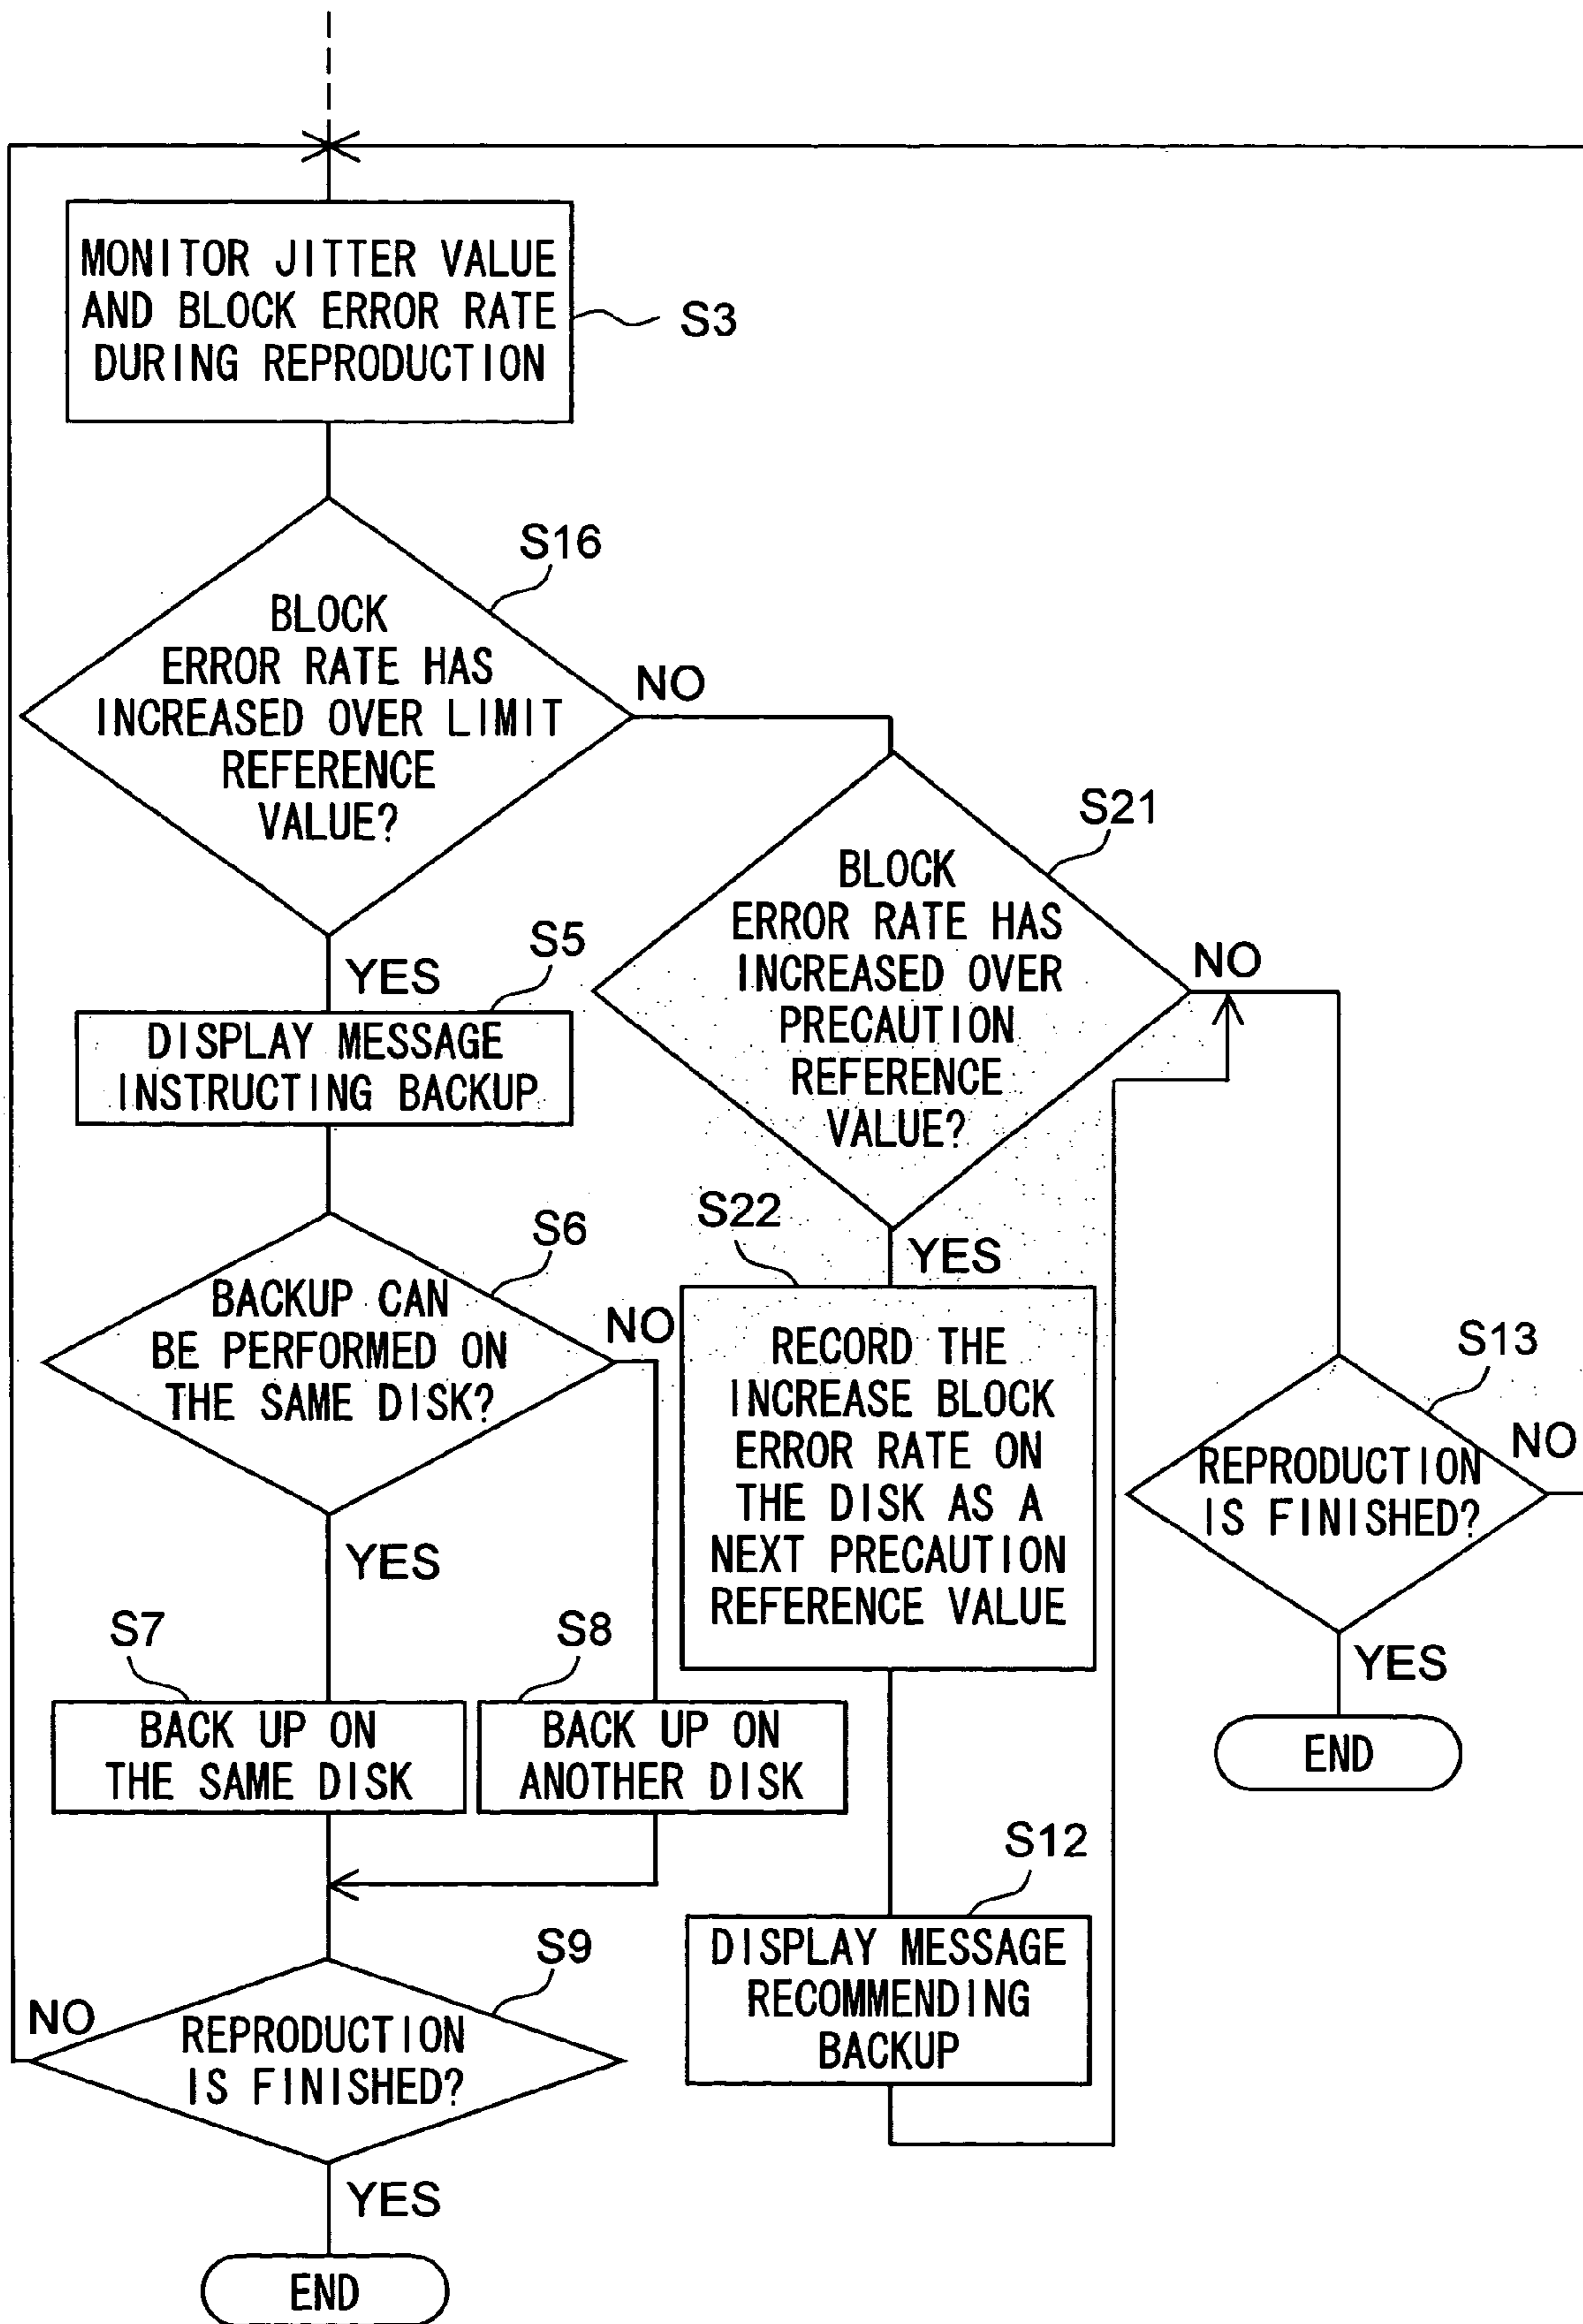 MONITOR JITTER VALUE
AND BLOCK ERROR RATE
DURING REPRODUCTION
S3
S16
BLOCK
ERROR RATE HAS
INCREASED OVER LIMIT
REFERENCE
VALUE?
NO
YES
S5
DISPLAY MESSAGE
INSTRUCTING BACKUP
S21
BLOCK
ERROR RATE HAS
INCREASED OVER
PRECAUTION
REFERENCE
VALUE?
NO
YES
S6
BACKUP CAN
BE PERFORMED ON
THE SAME DISK?
NO
YES
S22
RECORD THE
INCREASE BLOCK
ERROR RATE ON
THE DISK AS A
NEXT PRECAUTION
REFERENCE VALUE
S13
REPRODUCTION
IS FINISHED?
NO
YES
END
S7
BACK UP ON
THE SAME DISK
S8
BACK UP ON
ANOTHER DISK
S12
DISPLAY MESSAGE
RECOMMENDING
BACKUP
S9
REPRODUCTION
IS FINISHED?
NO
YES
END